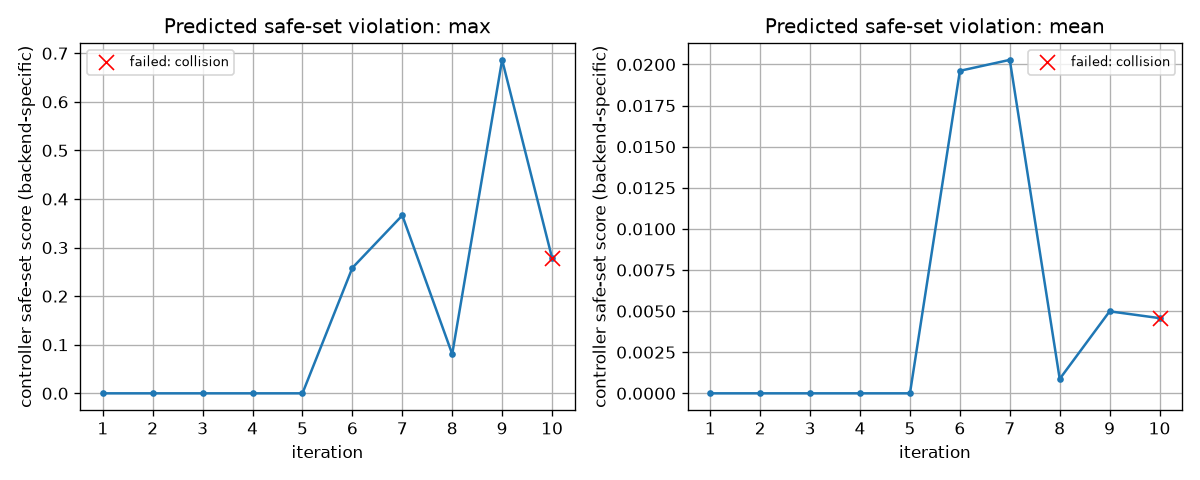 Predicted safe-set violation: max
controller safe-set score (backend-specific)
failed: collision
0.7
0.6
0.5
0.4
0.3
0.2
0.1
0.0
1 2 3 4 5 6 7 8 9 10
iteration
Predicted safe-set violation: mean
controller safe-set score (backend-specific)
failed: collision
0.0200
0.0175
0.0150
0.0125
0.0100
0.0075
0.0050
0.0025
0.0000
1 2 3 4 5 6 7 8 9 10
iteration